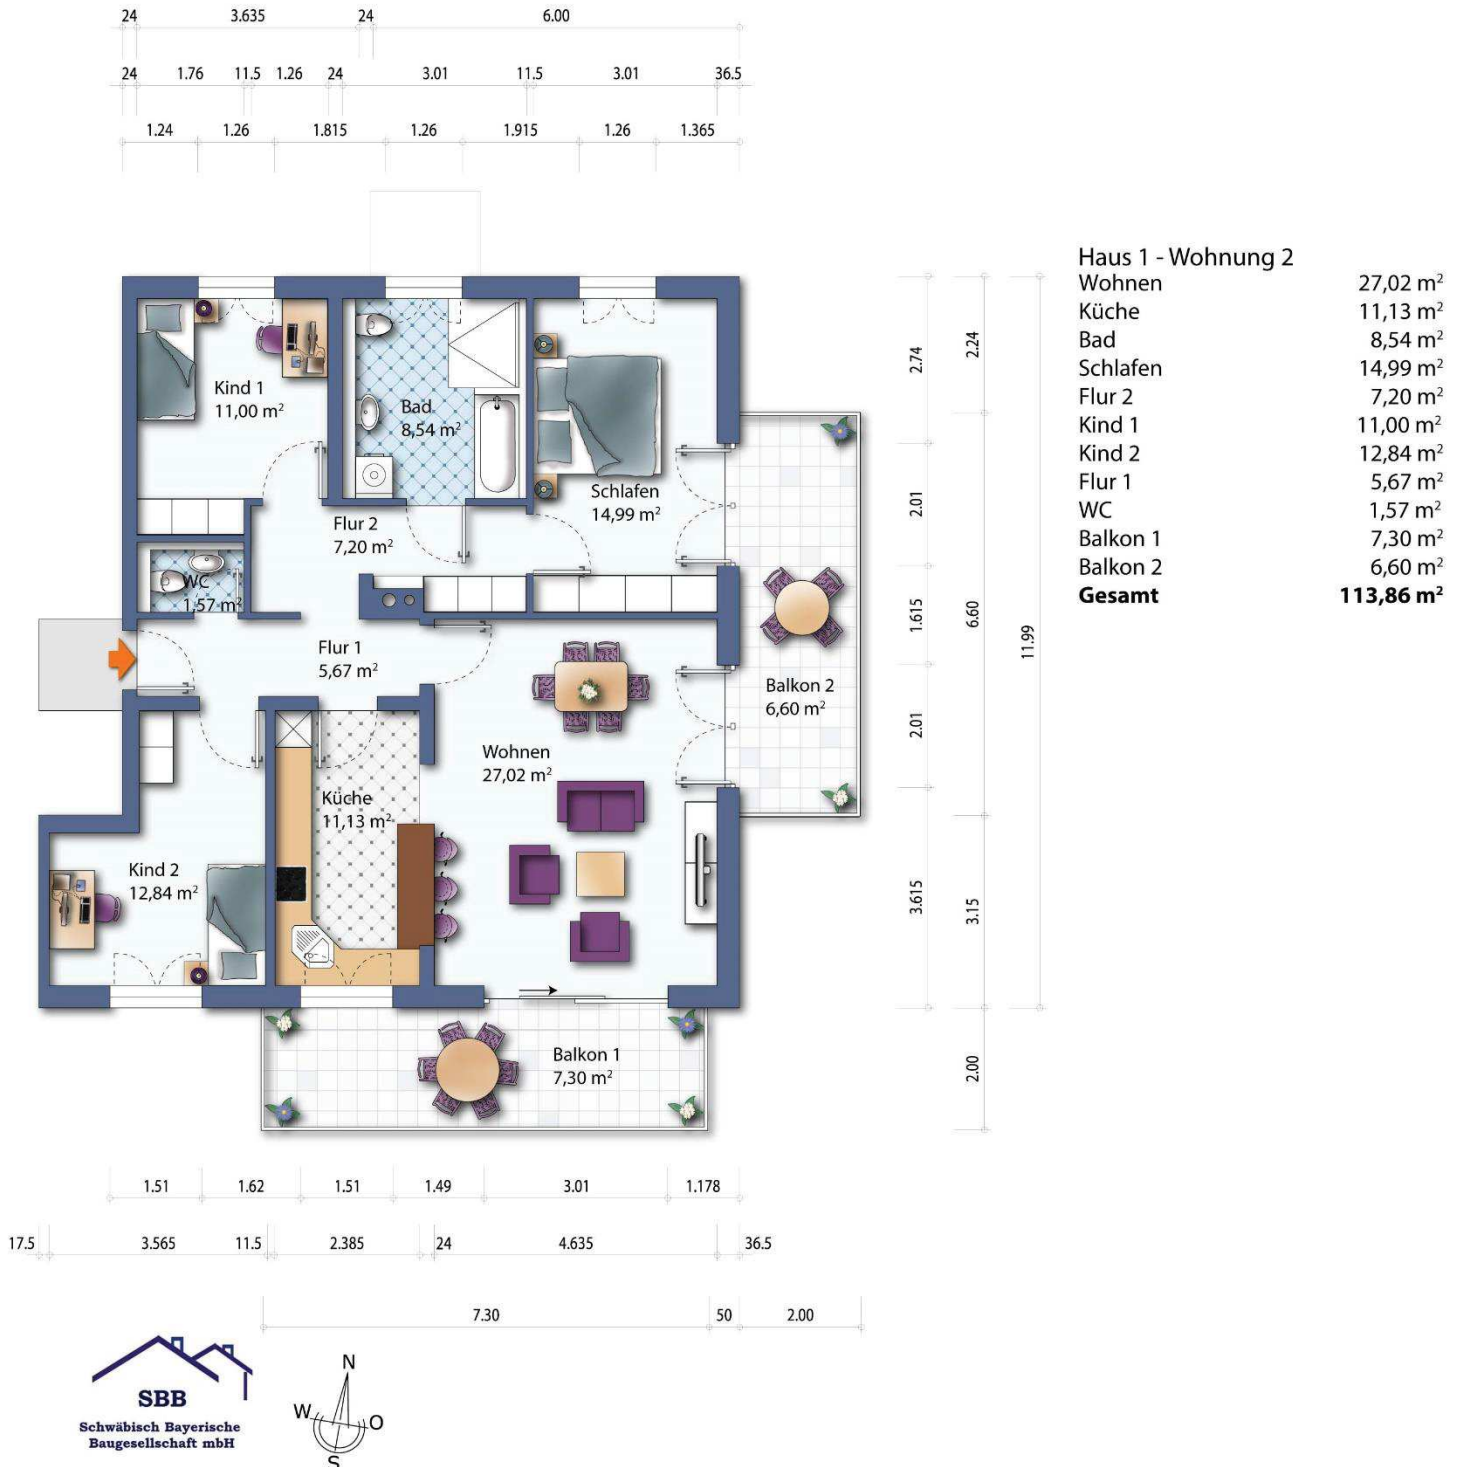 24 3.635 24 6.00
24 1.76 11.5 1.26 24 3.01 11.5 3.01 36.5
1.24 1.26 1.815 1.26 1.915 1.26 1.365
Haus 1 - Wohnung 2
Wohnen 27,02 m²
Küche 11,13 m²
Bad 8,54 m²
Schlafen 14,99 m²
Flur 2 7,20 m²
Kind 1 11,00 m²
Kind 2 12,84 m²
Flur 1 5,67 m²
WC 1,57 m²
Balkon 1 7,30 m²
Balkon 2 6,60 m²
Gesamt 113,86 m²
Kind 1
11,00 m²
Bad
8,54 m²
Schlafen
14,99 m²
Flur 2
7,20 m²
WC
1,57 m²
Flur 1
5,67 m²
Balkon 2
6,60 m²
Wohnen
27,02 m²
Küche
11,13 m²
Kind 2
12,84 m²
Balkon 1
7,30 m²
2.74
2.01
1.615
2.01
3.615
2.24
6.60
3.15
2.00
11.99
1.51 1.62 1.51 1.49 3.01 1.178
17.5 3.565 11.5 2.385 24 4.635 36.5
7.30 50 2.00
SBB
Schwäbisch Bayerische
Baugesellschaft mbH
N
W O
S